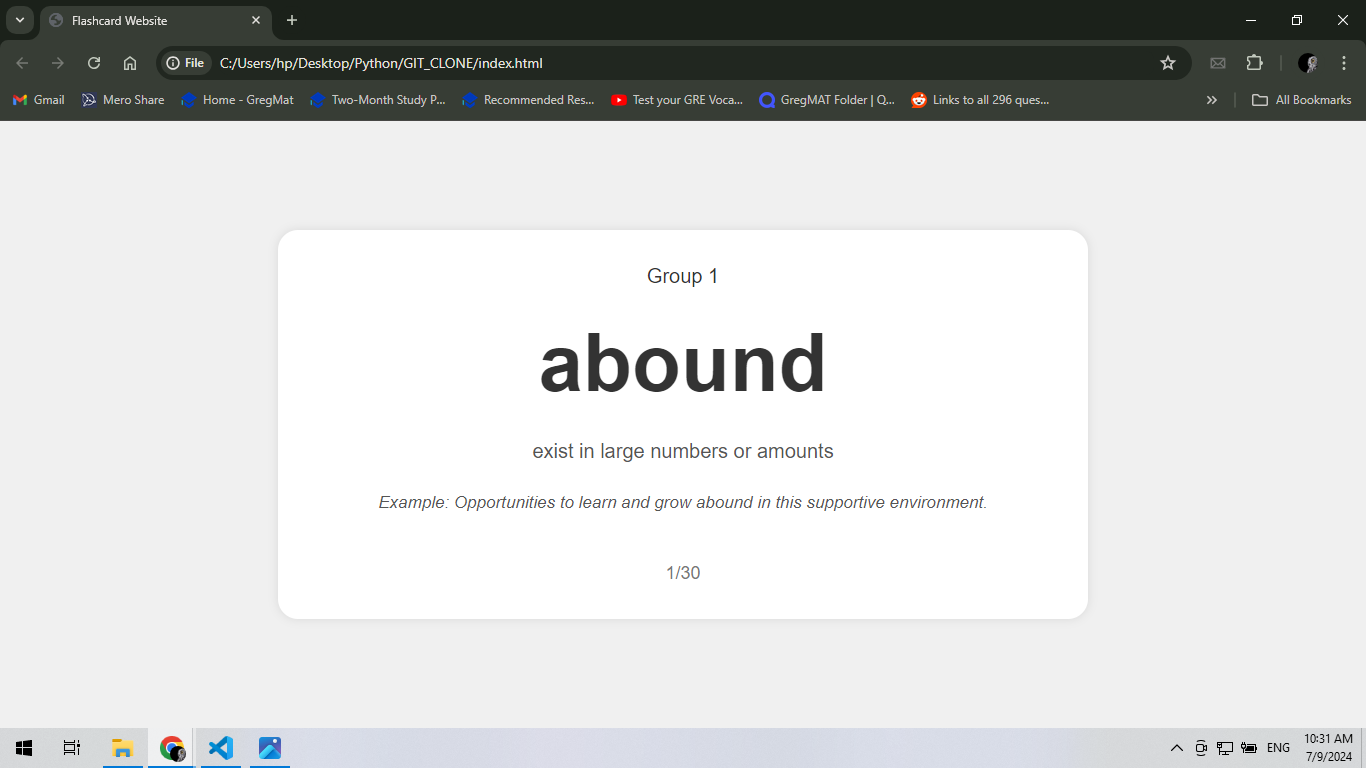 Flashcard Website
File C:/Users/hp/Desktop/Python/GIT_CLONE/index.html
Gmail Mero Share Home - GregMat Two-Month Study P... Recommended Res... Test your GRE Voca... GregMAT Folder | Q... Links to all 296 ques... » All Bookmarks
Group 1
abound
exist in large numbers or amounts
Example: Opportunities to learn and grow abound in this supportive environment.
1/30
ENG 10:31 AM
7/9/2024